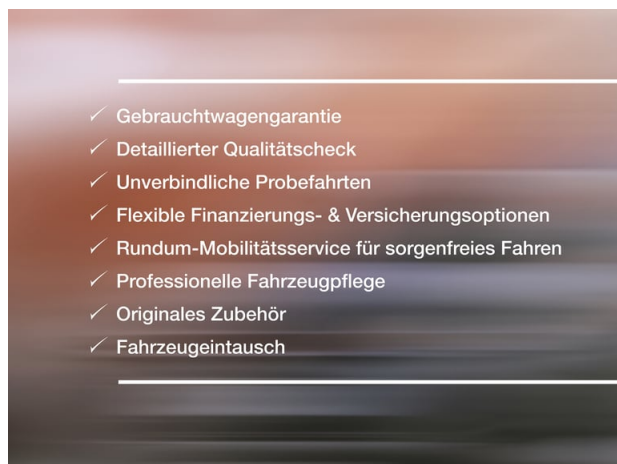 ✓ Gebrauchtwagengarantie
✓ Detaillierter Qualitätscheck
✓ Unverbindliche Probefahrten
✓ Flexible Finanzierungs- & Versicherungsoptionen
✓ Rundum-Mobilitätsservice für sorgenfreies Fahren
✓ Professionelle Fahrzeugpflege
✓ Originales Zubehör
✓ Fahrzeugeintausch